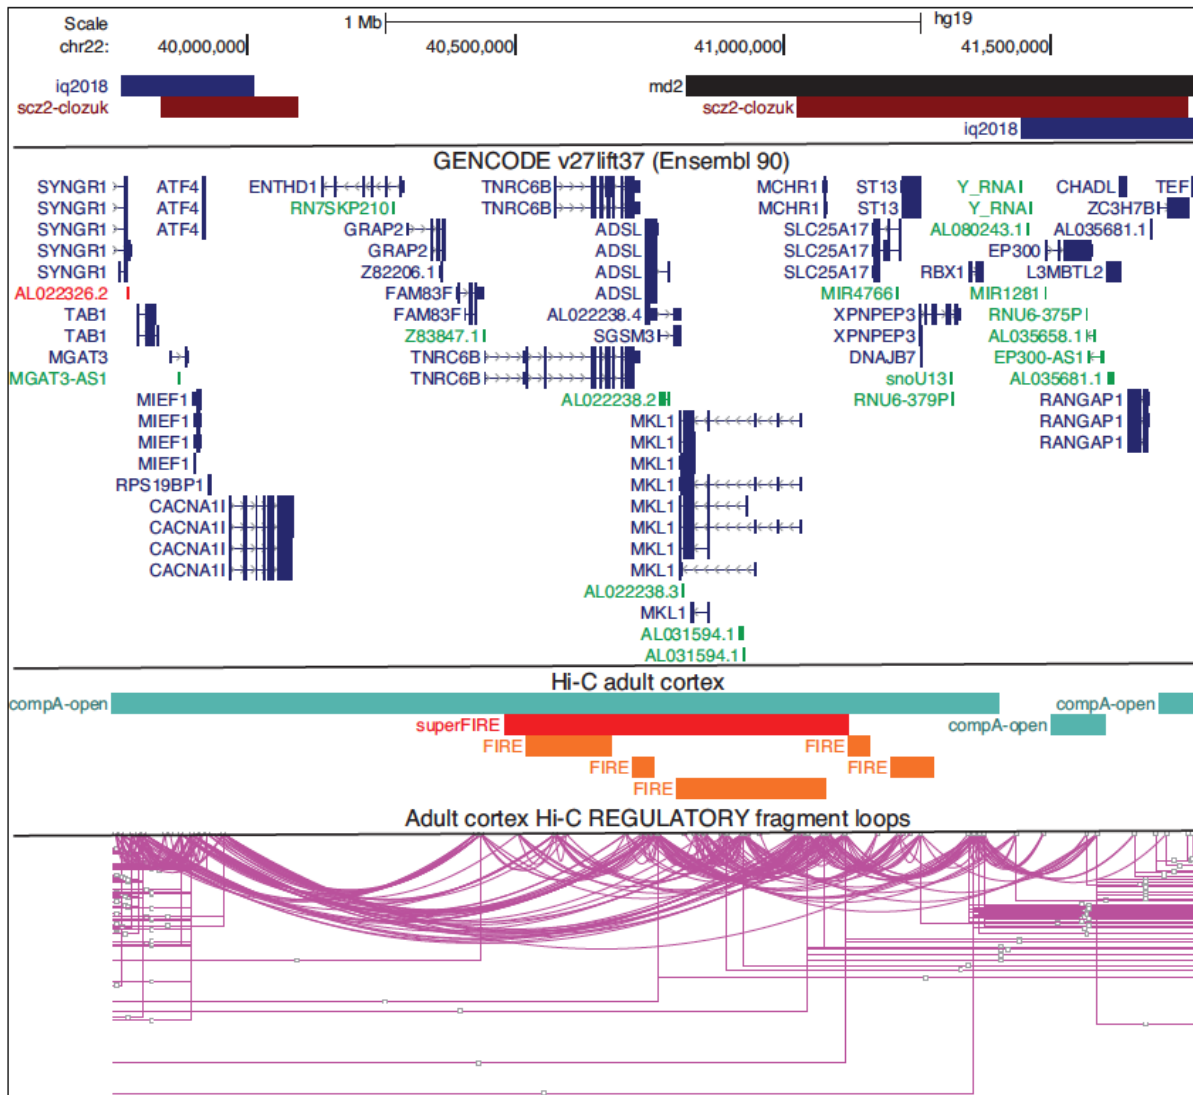 Scale 1 Mb hg19
chr22: 40,000,000 40,500,000 41,000,000 41,500,000
iq2018 md2
scz2-clozuk scz2-clozuk
iq2018
GENCODE v27lift37 (Ensembl 90)
SYNGR1 ATF4 ENTHD1 TNRC6B MCHR1 ST13 Y_RNA CHADL TEF
SYNGR1 ATF4 RN7SKP210 TNRC6B MCHR1 ST13 Y_RNA ZC3H7B
SYNGR1 ATF4 GRAP2 ADSL SLC25A17 AL080243.1 AL035681.1
SYNGR1 GRAP2 ADSL SLC25A17 EP300
SYNGR1 Z82206.1 ADSL SLC25A17 RBX1 L3MBTL2
AL022326.2 FAM83F ADSL MIR4766 MIR1281
TAB1 FAM83F AL022238.4 XPNPEP3 RNU6-375P
TAB1 Z83847.1 SGSM3 XPNPEP3 AL035658.1
MGAT3 TNRC6B DNAJB7 EP300-AS1
MGAT3-AS1 TNRC6B snoU13 AL035681.1
MIEF1 AL022238.2 RNU6-379P RANGAP1
MIEF1 MKL1 RANGAP1
MIEF1 MKL1 RANGAP1
MIEF1 MKL1
RPS19BP1 MKL1
CACNA1I MKL1
CACNA1I MKL1
CACNA1I MKL1
CACNA1I MKL1
AL022238.3
MKL1
AL031594.1
AL031594.1
Hi-C adult cortex
compA-open compA-open
superFIRE compA-open
FIRE FIRE
FIRE FIRE
FIRE
Adult cortex Hi-C REGULATORY fragment loops